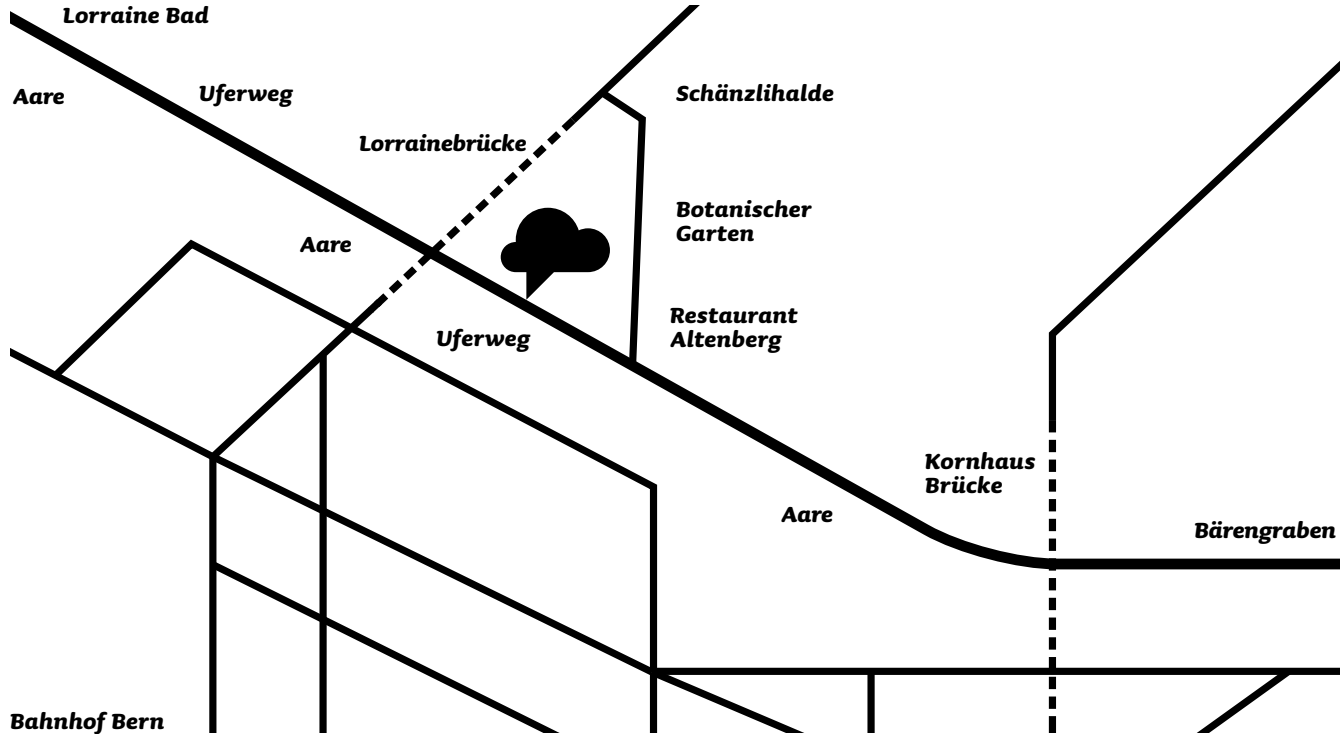 Lorraine Bad
Aare
Uferweg
Schänzlihalde
Lorrainebrücke
Botanischer
Garten
Aare
Restaurant
Altenberg
Uferweg
Kornhaus
Brücke
Aare
Bärengraben
Bahnhof Bern